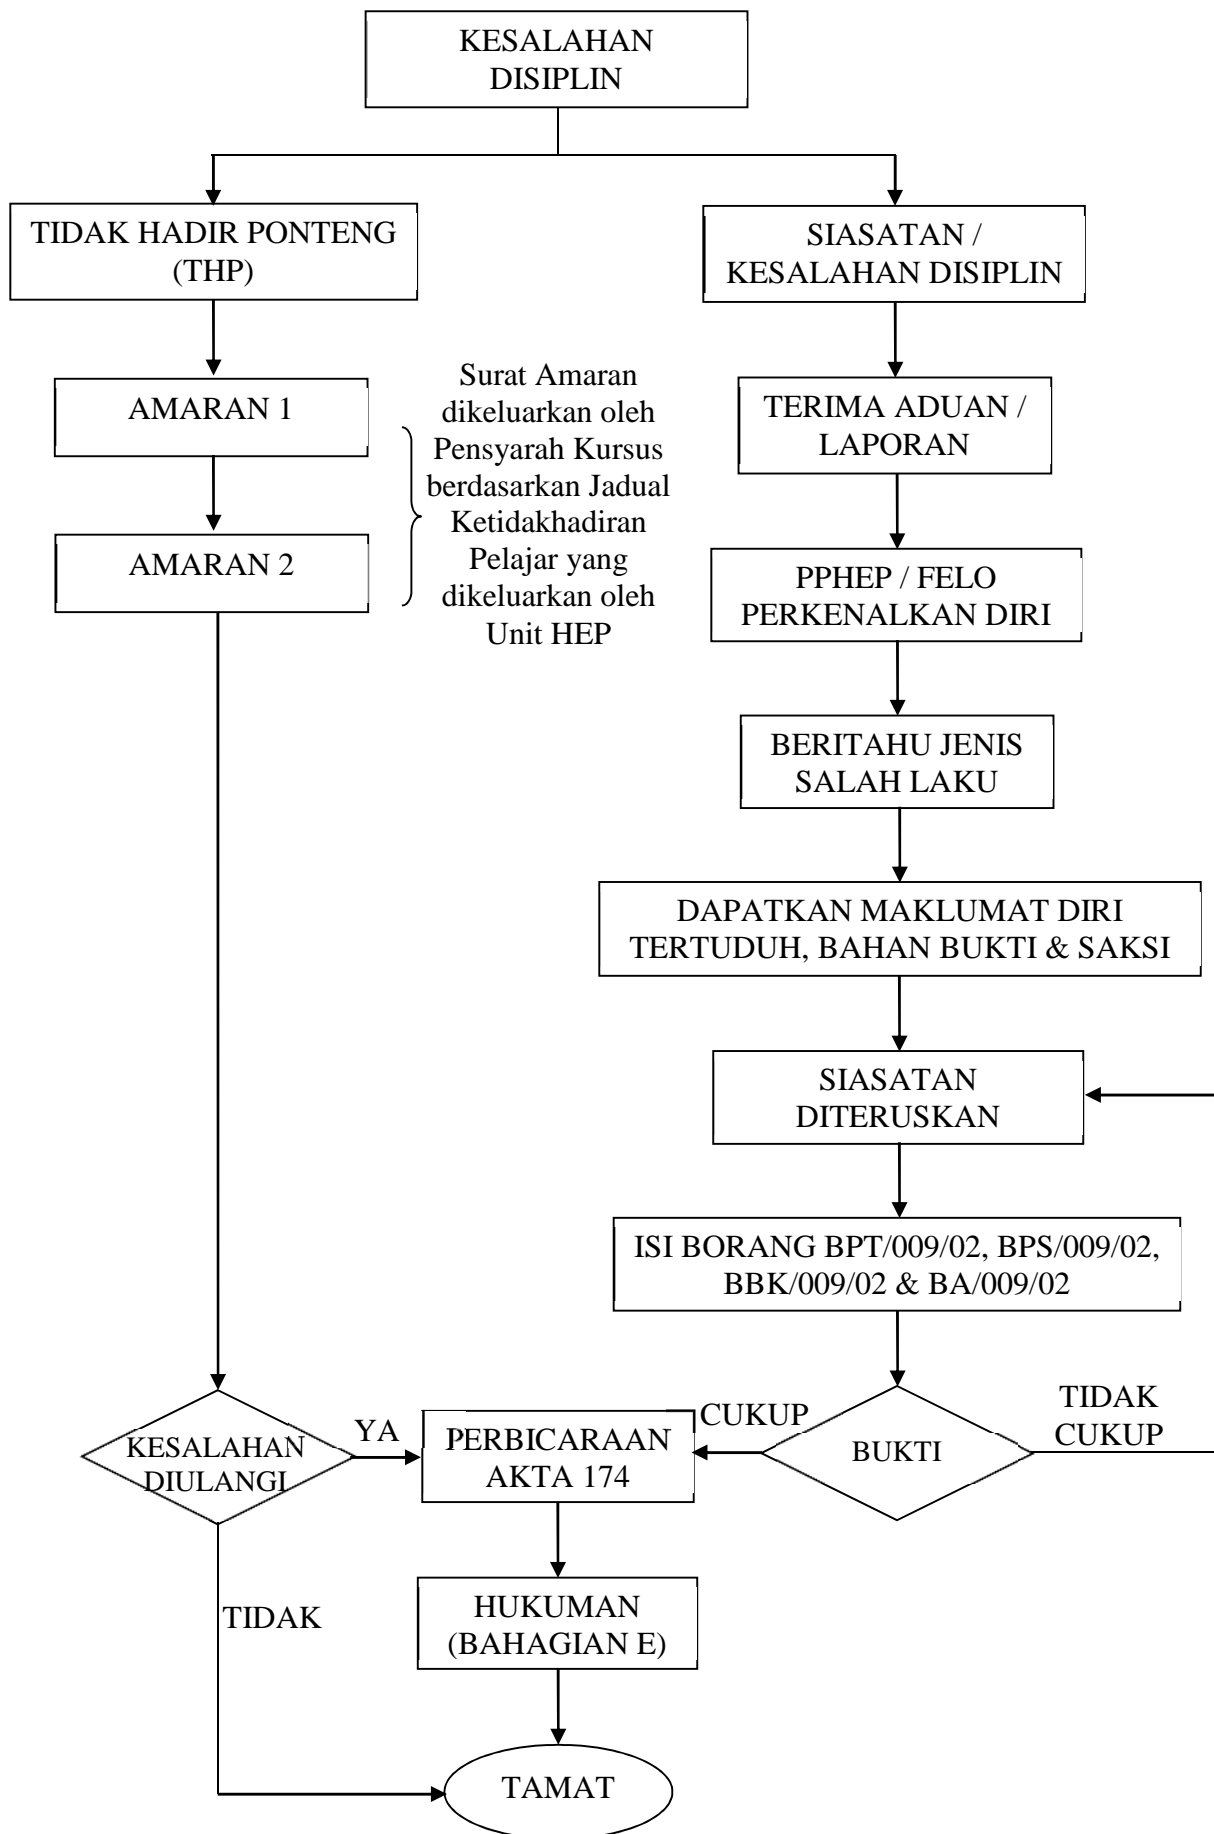 KESALAHAN
DISIPLIN
TIDAK HADIR PONTENG
(THP)
SIASATAN /
KESALAHAN DISIPLIN
AMARAN 1
AMARAN 2
Surat Amaran
dikeluarkan oleh
Pensyarah Kursus
berdasarkan Jadual
Ketidakhadiran
Pelajar yang
dikeluarkan oleh
Unit HEP
TERIMA ADUAN /
LAPORAN
PPHEP / FELO
PERKENALKAN DIRI
BERITAHU JENIS
SALAH LAKU
DAPATKAN MAKLUMAT DIRI
TERTUDUH, BAHAN BUKTI & SAKSI
SIASATAN
DITERUSKAN
ISI BORANG BPT/009/02, BPS/009/02,
BBK/009/02 & BA/009/02
KESALAHAN
DIULANGI
YA
PERBICARAAN
AKTA 174
CUKUP
BUKTI
TIDAK
CUKUP
TIDAK
HUKUMAN
(BAHAGIAN E)
TAMAT